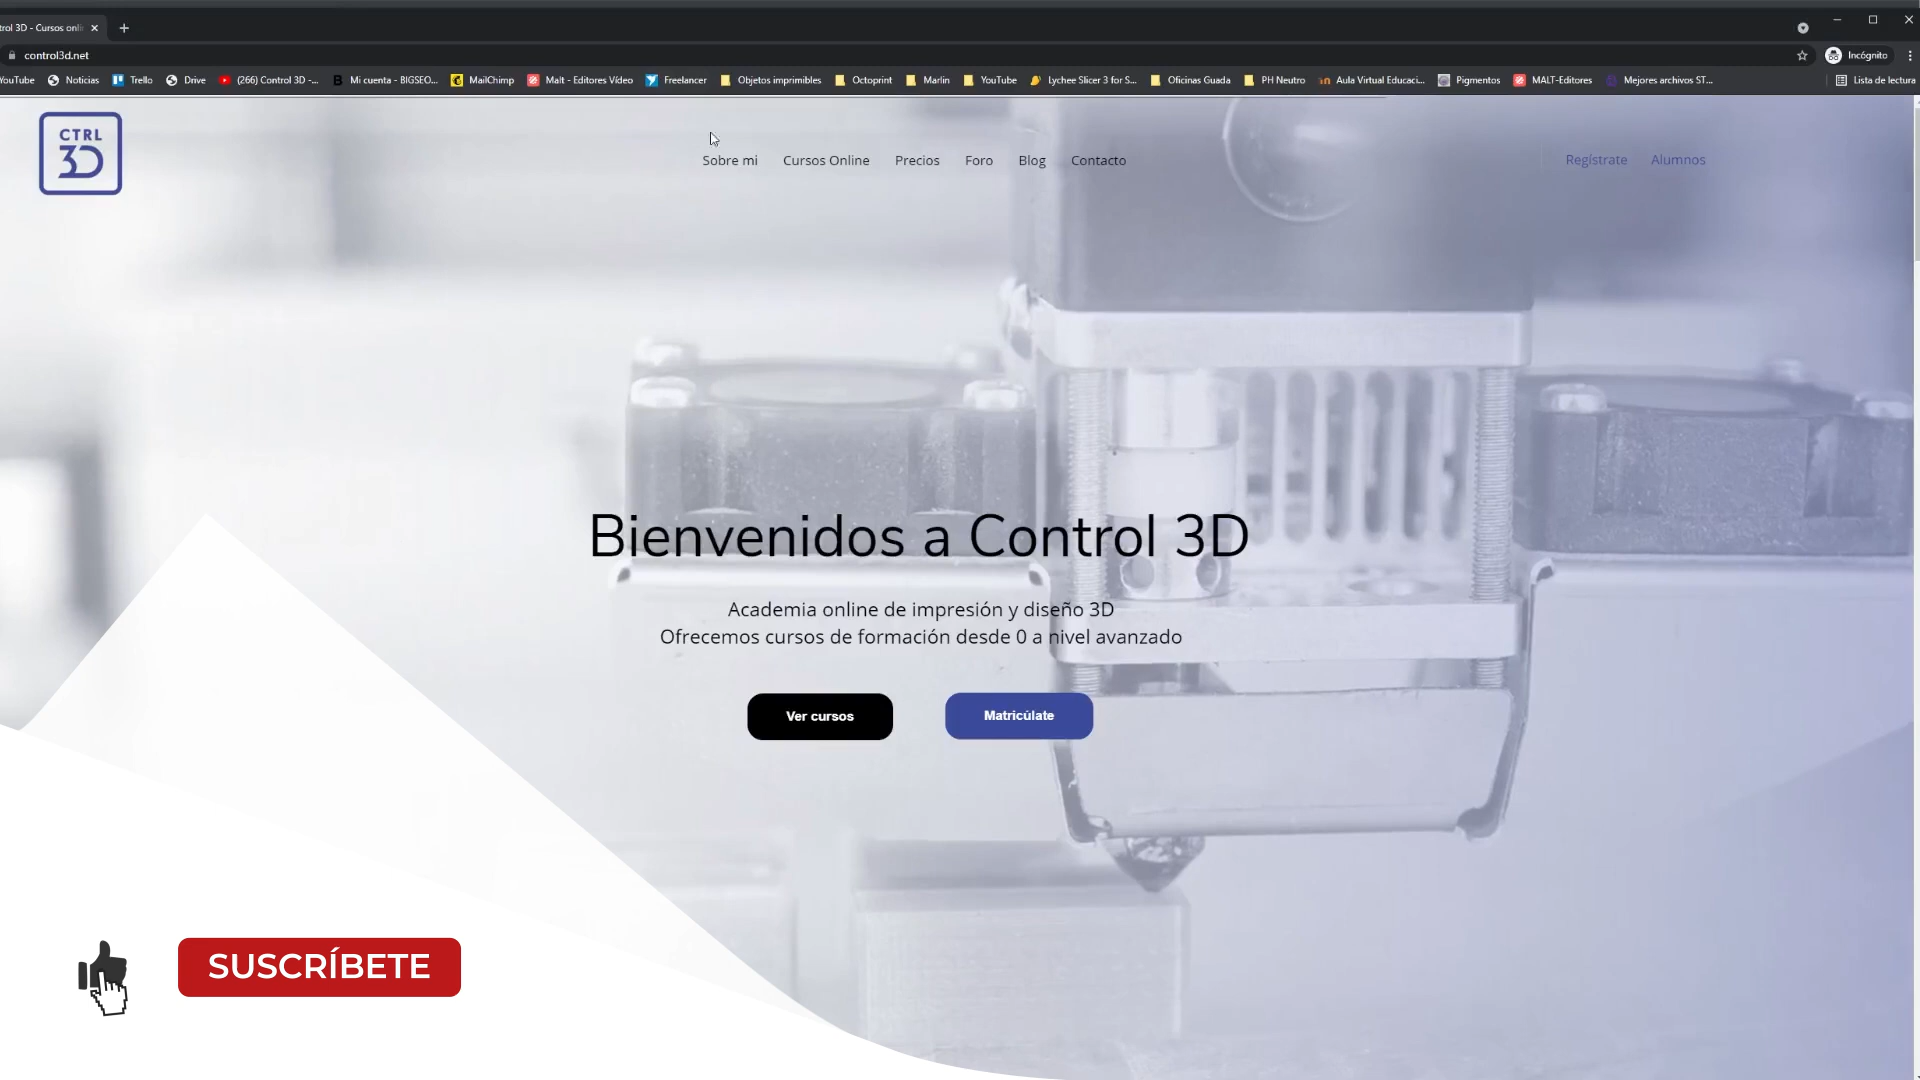 trol 3D - Cursos onli
control3d.net
Incógnito
YouTube
Noticias
Trello
Drive
(266) Control 3D -...
Mi cuenta - BIGSEO...
MailChimp
Malt - Editores Vídeo
Freelancer
Objetos imprimibles
Octoprint
Marlin
YouTube
Lychee Slicer 3 for S...
Oficinas Guada
PH Neutro
Aula Virtual Educaci...
Pigmentos
MALT-Editores
Mejores archivos ST...
Lista de lectura
CTRL
3D
Sobre mi
Cursos Online
Precios
Foro
Blog
Contacto
Regístrate
Alumnos
Bienvenidos a Control 3D
Academia online de impresión y diseño 3D
Ofrecemos cursos de formación desde 0 a nivel avanzado
Ver cursos
Matricúlate
SUSCRÍBETE